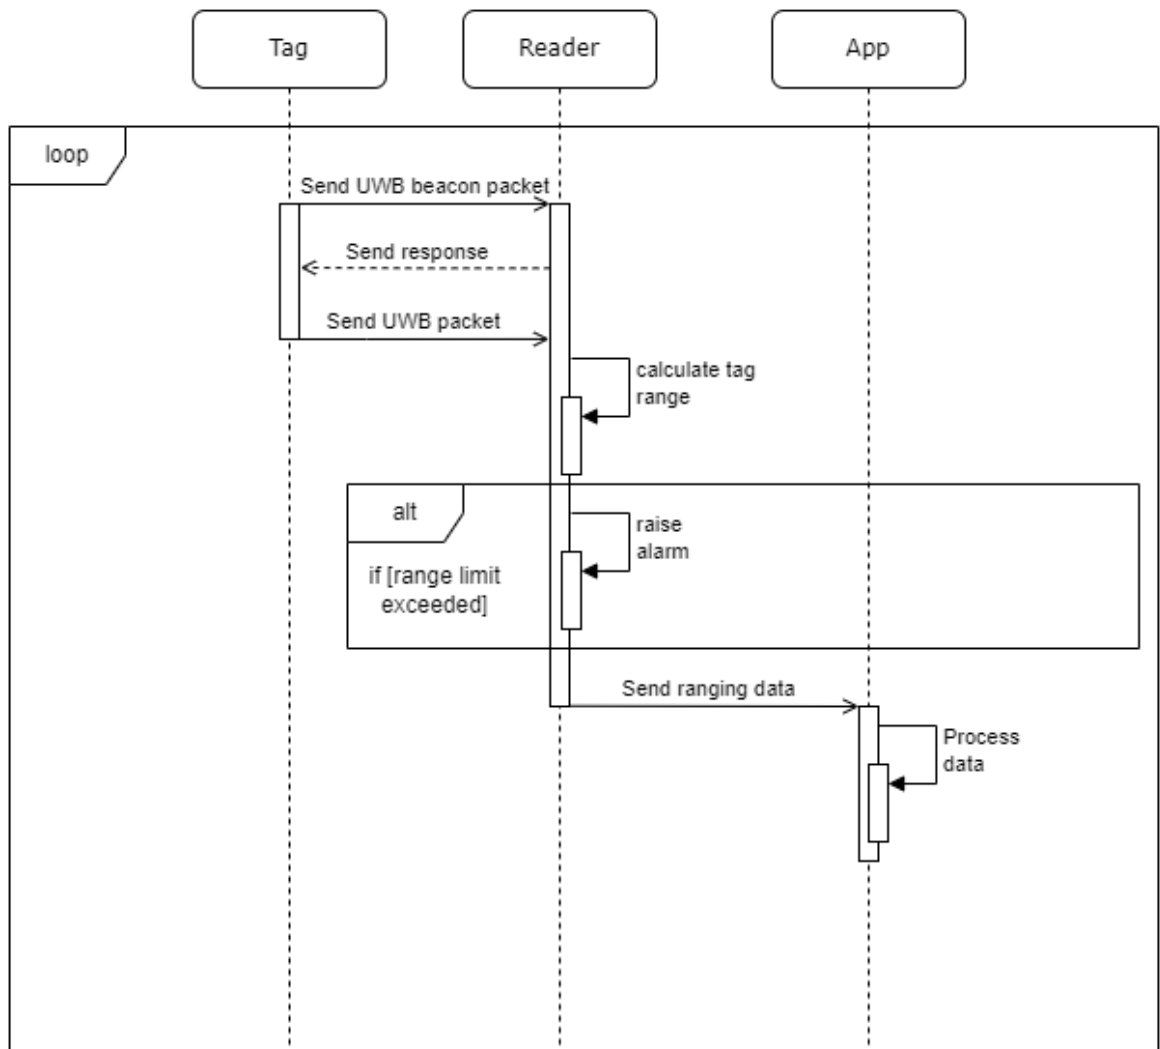 Tag
Reader
App
loop
Send UWB beacon packet
Send response
Send UWB packet
calculate tag
range
alt
if [range limit
exceeded]
raise
alarm
Send ranging data
Process
data